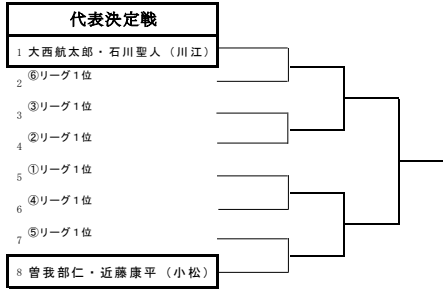 代表決定戦
1 大西航太郎・石川聖人（川江）
2 ⑥リーグ１位
3 ③リーグ１位
4 ②リーグ１位
5 ①リーグ１位
6 ④リーグ１位
7 ⑤リーグ１位
8 曽我部仁・近藤康平（小松）